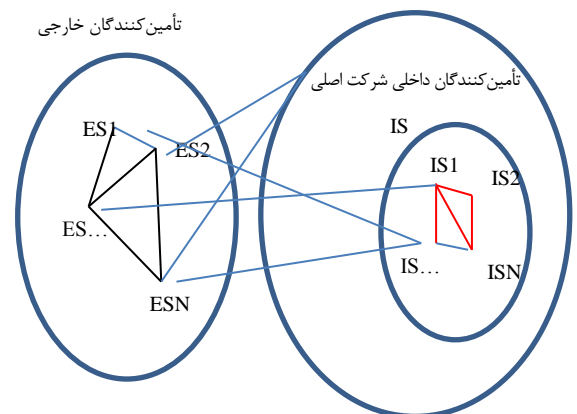 تأمین‌کنندگان خارجی
تأمین‌کنندگان داخلی شرکت اصلی
IS
ES1
ES2
IS1
IS2
ES…
IS…
ISN
ESN